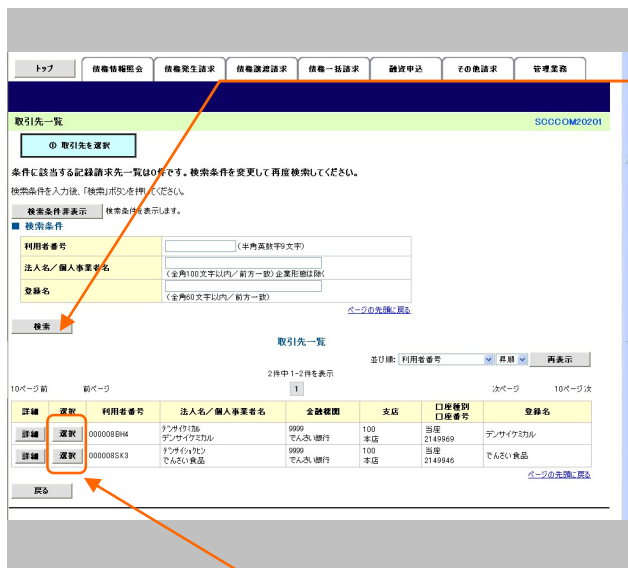 トップ 債権情報照会 債権発生請求 債権譲渡請求 債権一括請求 融資申込 その他請求 管理業務
取引先一覧 SCCCOM20201
① 取引先を選択
条件に該当する記録請求先一覧は0件です。検索条件を変更して再度検索してください。
検索条件を入力後、「検索」ボタンを押してください。
検索条件非表示 検索条件を表示します。
■ 検索条件
利用者番号 (半角英数字9文字)
法人名／個人事業者名 (全角100文字以内／前方一致)企業形態は除く
登録名 (全角60文字以内／前方一致)
ページの先頭に戻る
検索
取引先一覧
並び順: 利用者番号 昇順 再表示
2件中 1-2件を表示
10ページ前 前ページ 1 次ページ 10ページ次
詳細 選択 利用者番号 法人名／個人事業者名 金融機関 支店 口座種別 口座番号 登録名
詳細 選択 000008BH4 デンサイケミカル デンサイケミカル 9999 でんさい銀行 100 本店 当座 2149969 デンサイケミカル
詳細 選択 000008SK3 デンサイショクヒン でんさい食品 9999 でんさい銀行 100 本店 当座 2149946 でんさい食品
ページの先頭に戻る
戻る